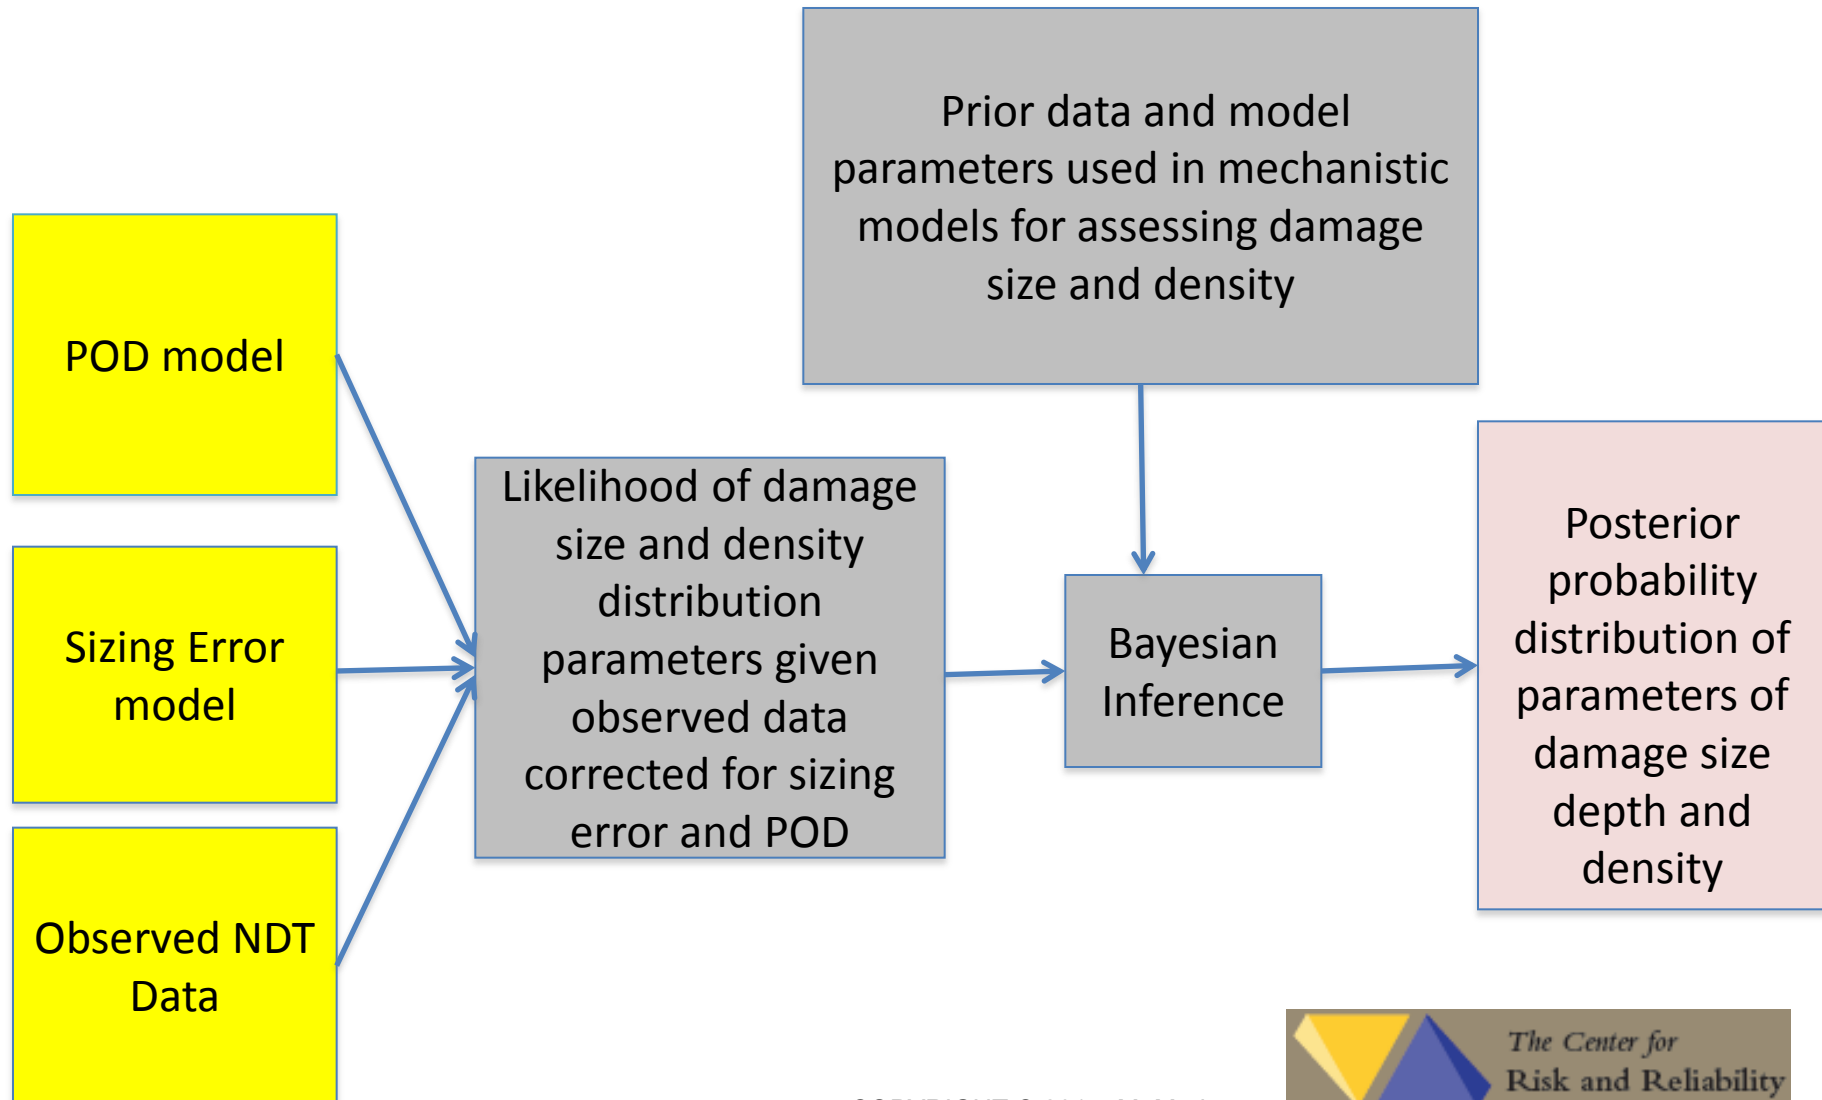 Prior data and model
parameters used in mechanistic
models for assessing damage
size and density
POD model
Sizing Error
model
Observed NDT
Data
Likelihood of damage
size and density
distribution
parameters given
observed data
corrected for sizing
error and POD
Bayesian
Inference
Posterior
probability
distribution of
parameters of
damage size
depth and
density
The Center for
Risk and Reliability